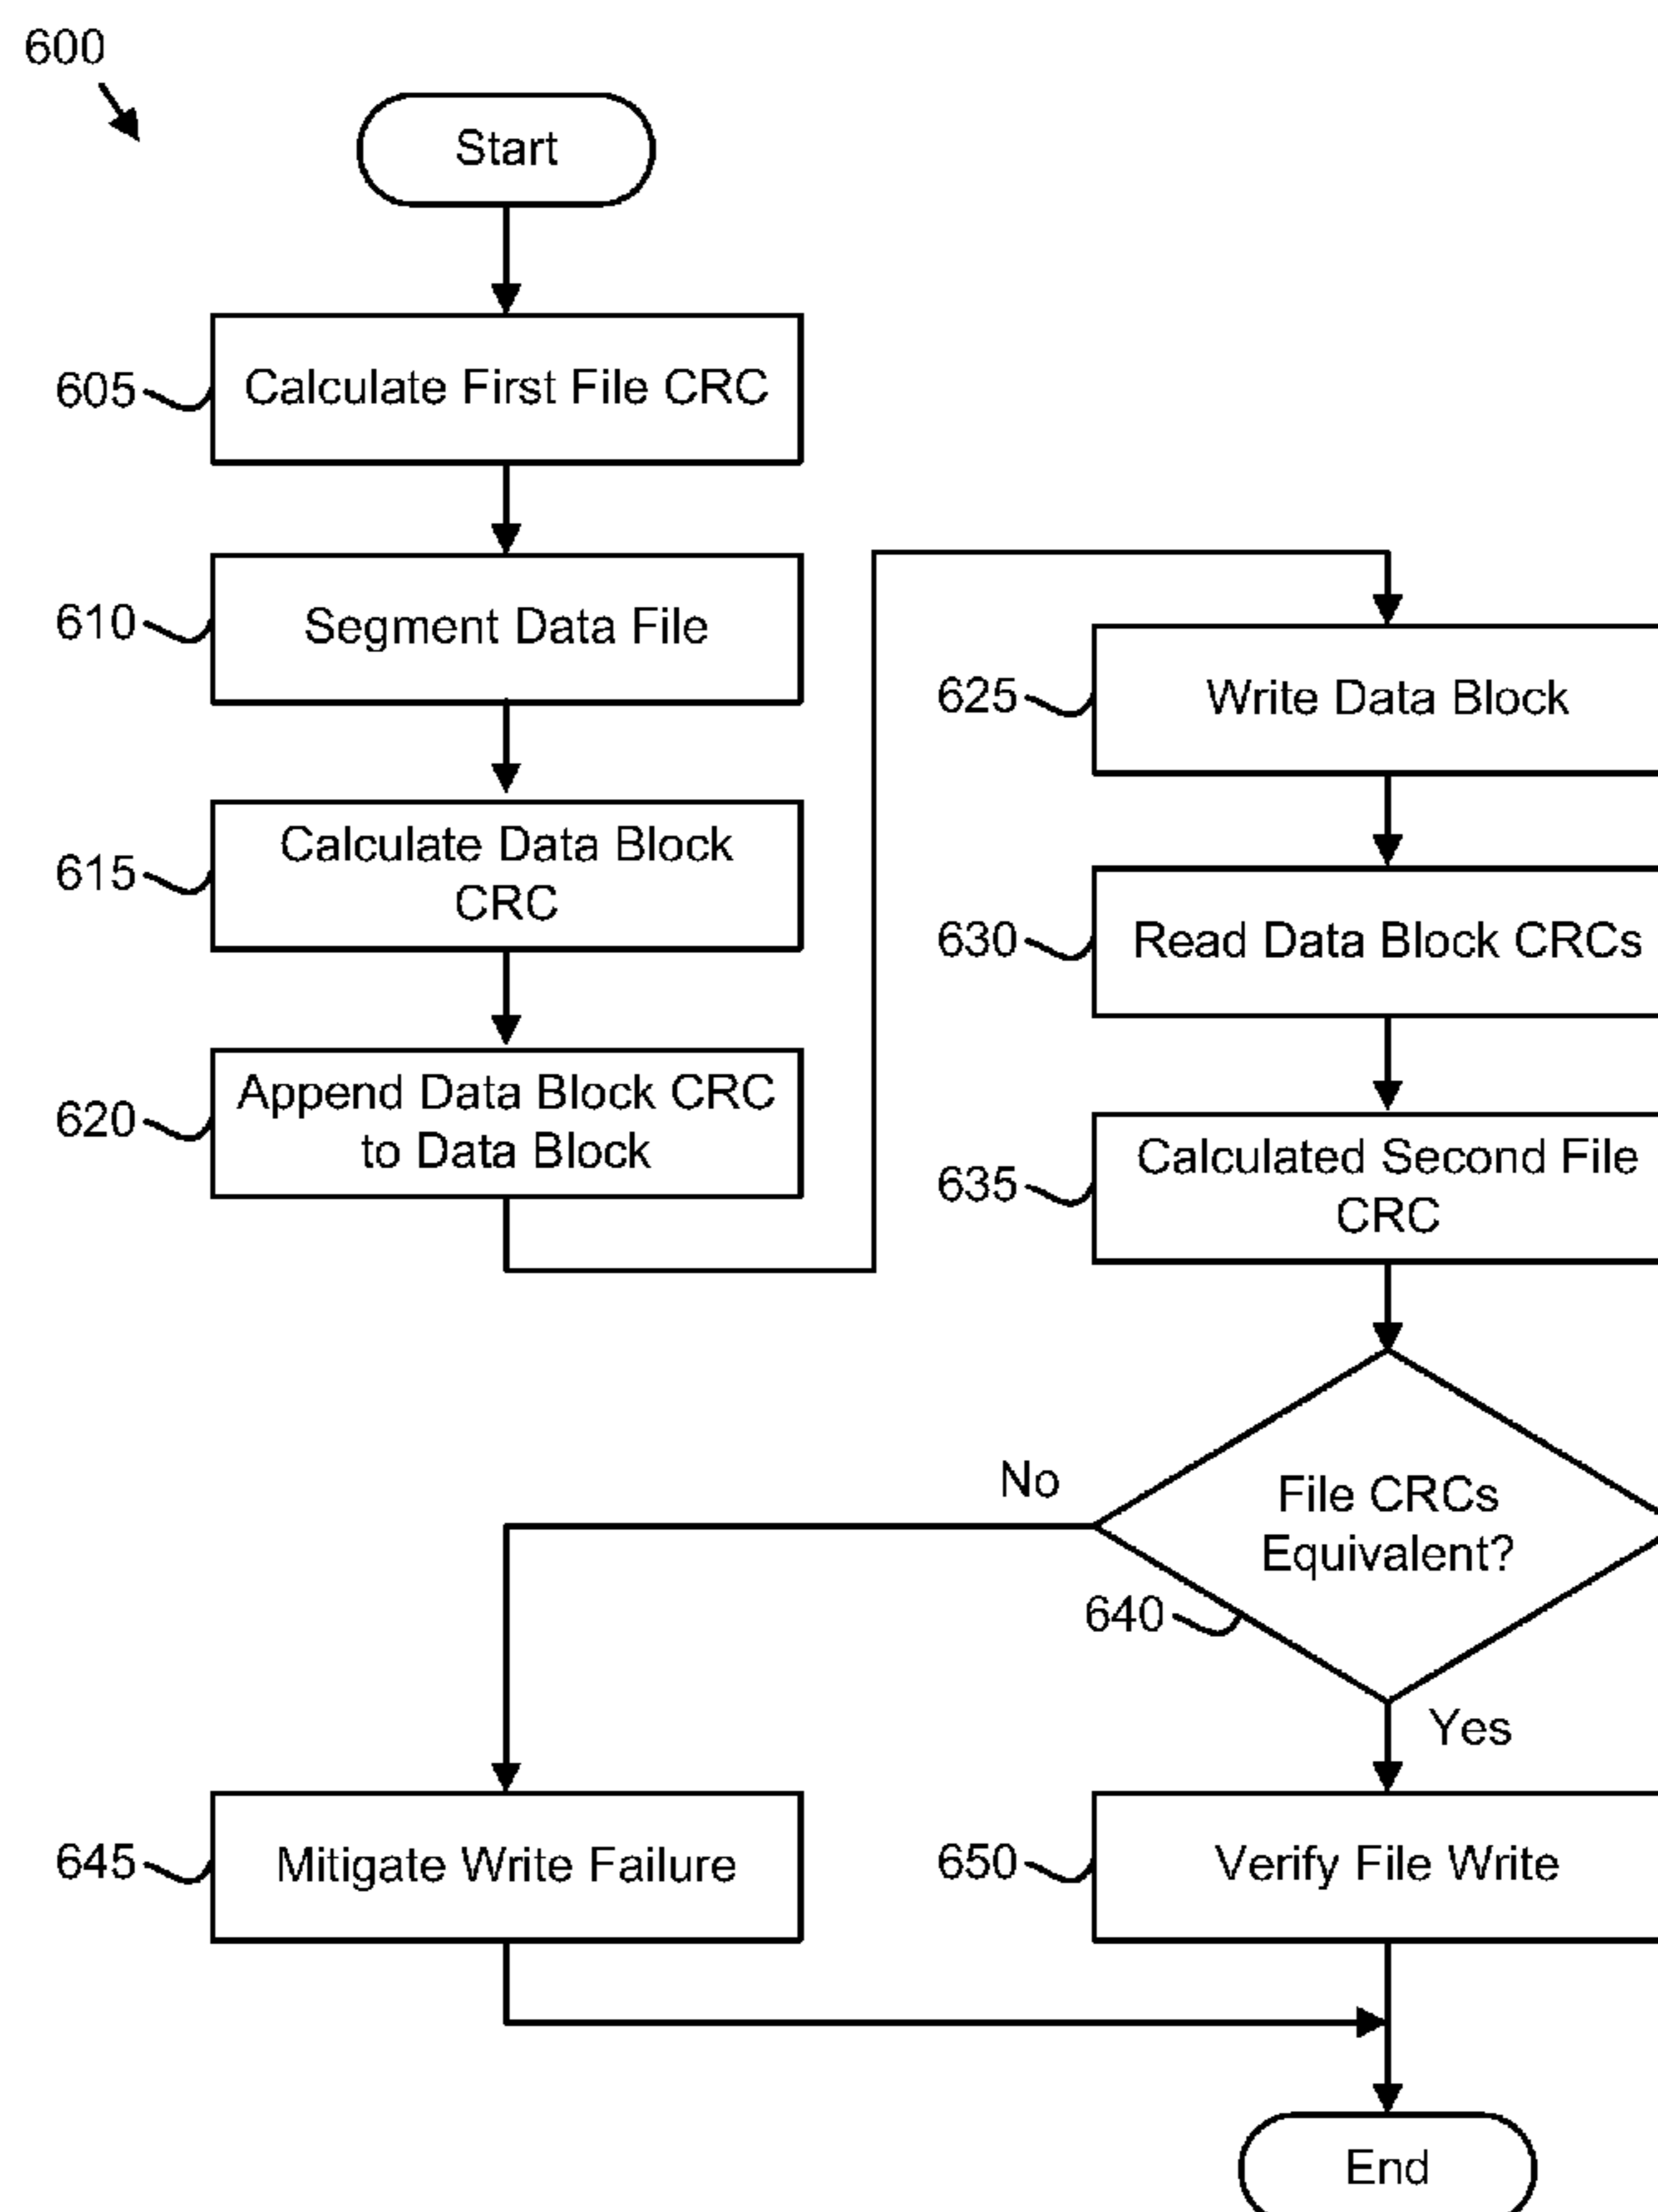 600
Start
605
Calculate First File CRC
610
Segment Data File
615
Calculate Data Block
CRC
620
Append Data Block CRC
to Data Block
625
Write Data Block
630
Read Data Block CRCs
635
Calculated Second File
CRC
File CRCs
Equivalent?
640
No
Yes
645
Mitigate Write Failure
650
Verify File Write
End